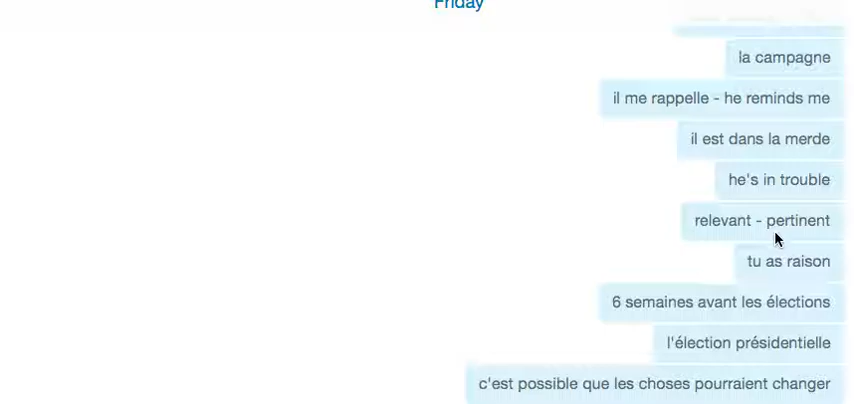 Friday
la campagne
il me rappelle - he reminds me
il est dans la merde
he's in trouble
relevant - pertinent
tu as raison
6 semaines avant les élections
l'élection présidentielle
c'est possible que les choses pourraient changer